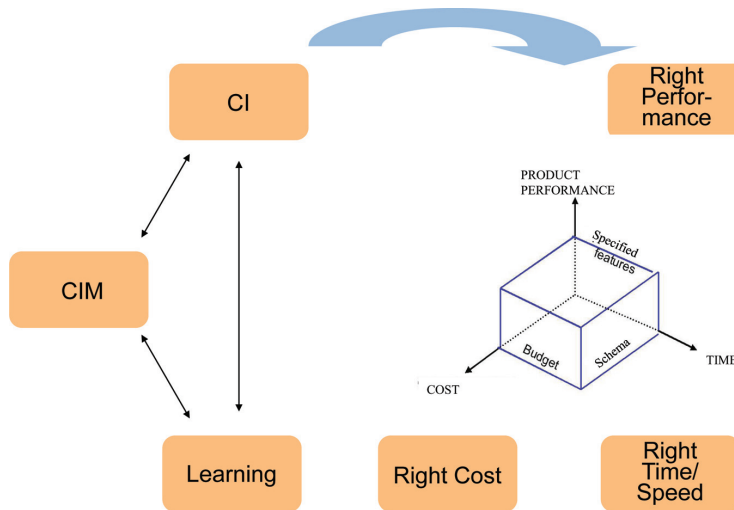 CI
Right
Perfor-
mance
PRODUCT
PERFORMANCE
Specified
features
CIM
Budget
Schema
TIME
COST
Learning
Right Cost
Right
Time/
Speed